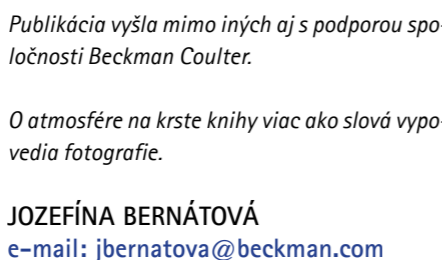 Publikácia vyšla mimo iných aj s podporou spo-
ločnosti Beckman Coulter.
O atmosfére na krste knihy viac ako slová vypo-
vedia fotografie.
JOZEFÍNA BERNÁTOVÁ
e-mail: jbernatova@beckman.com